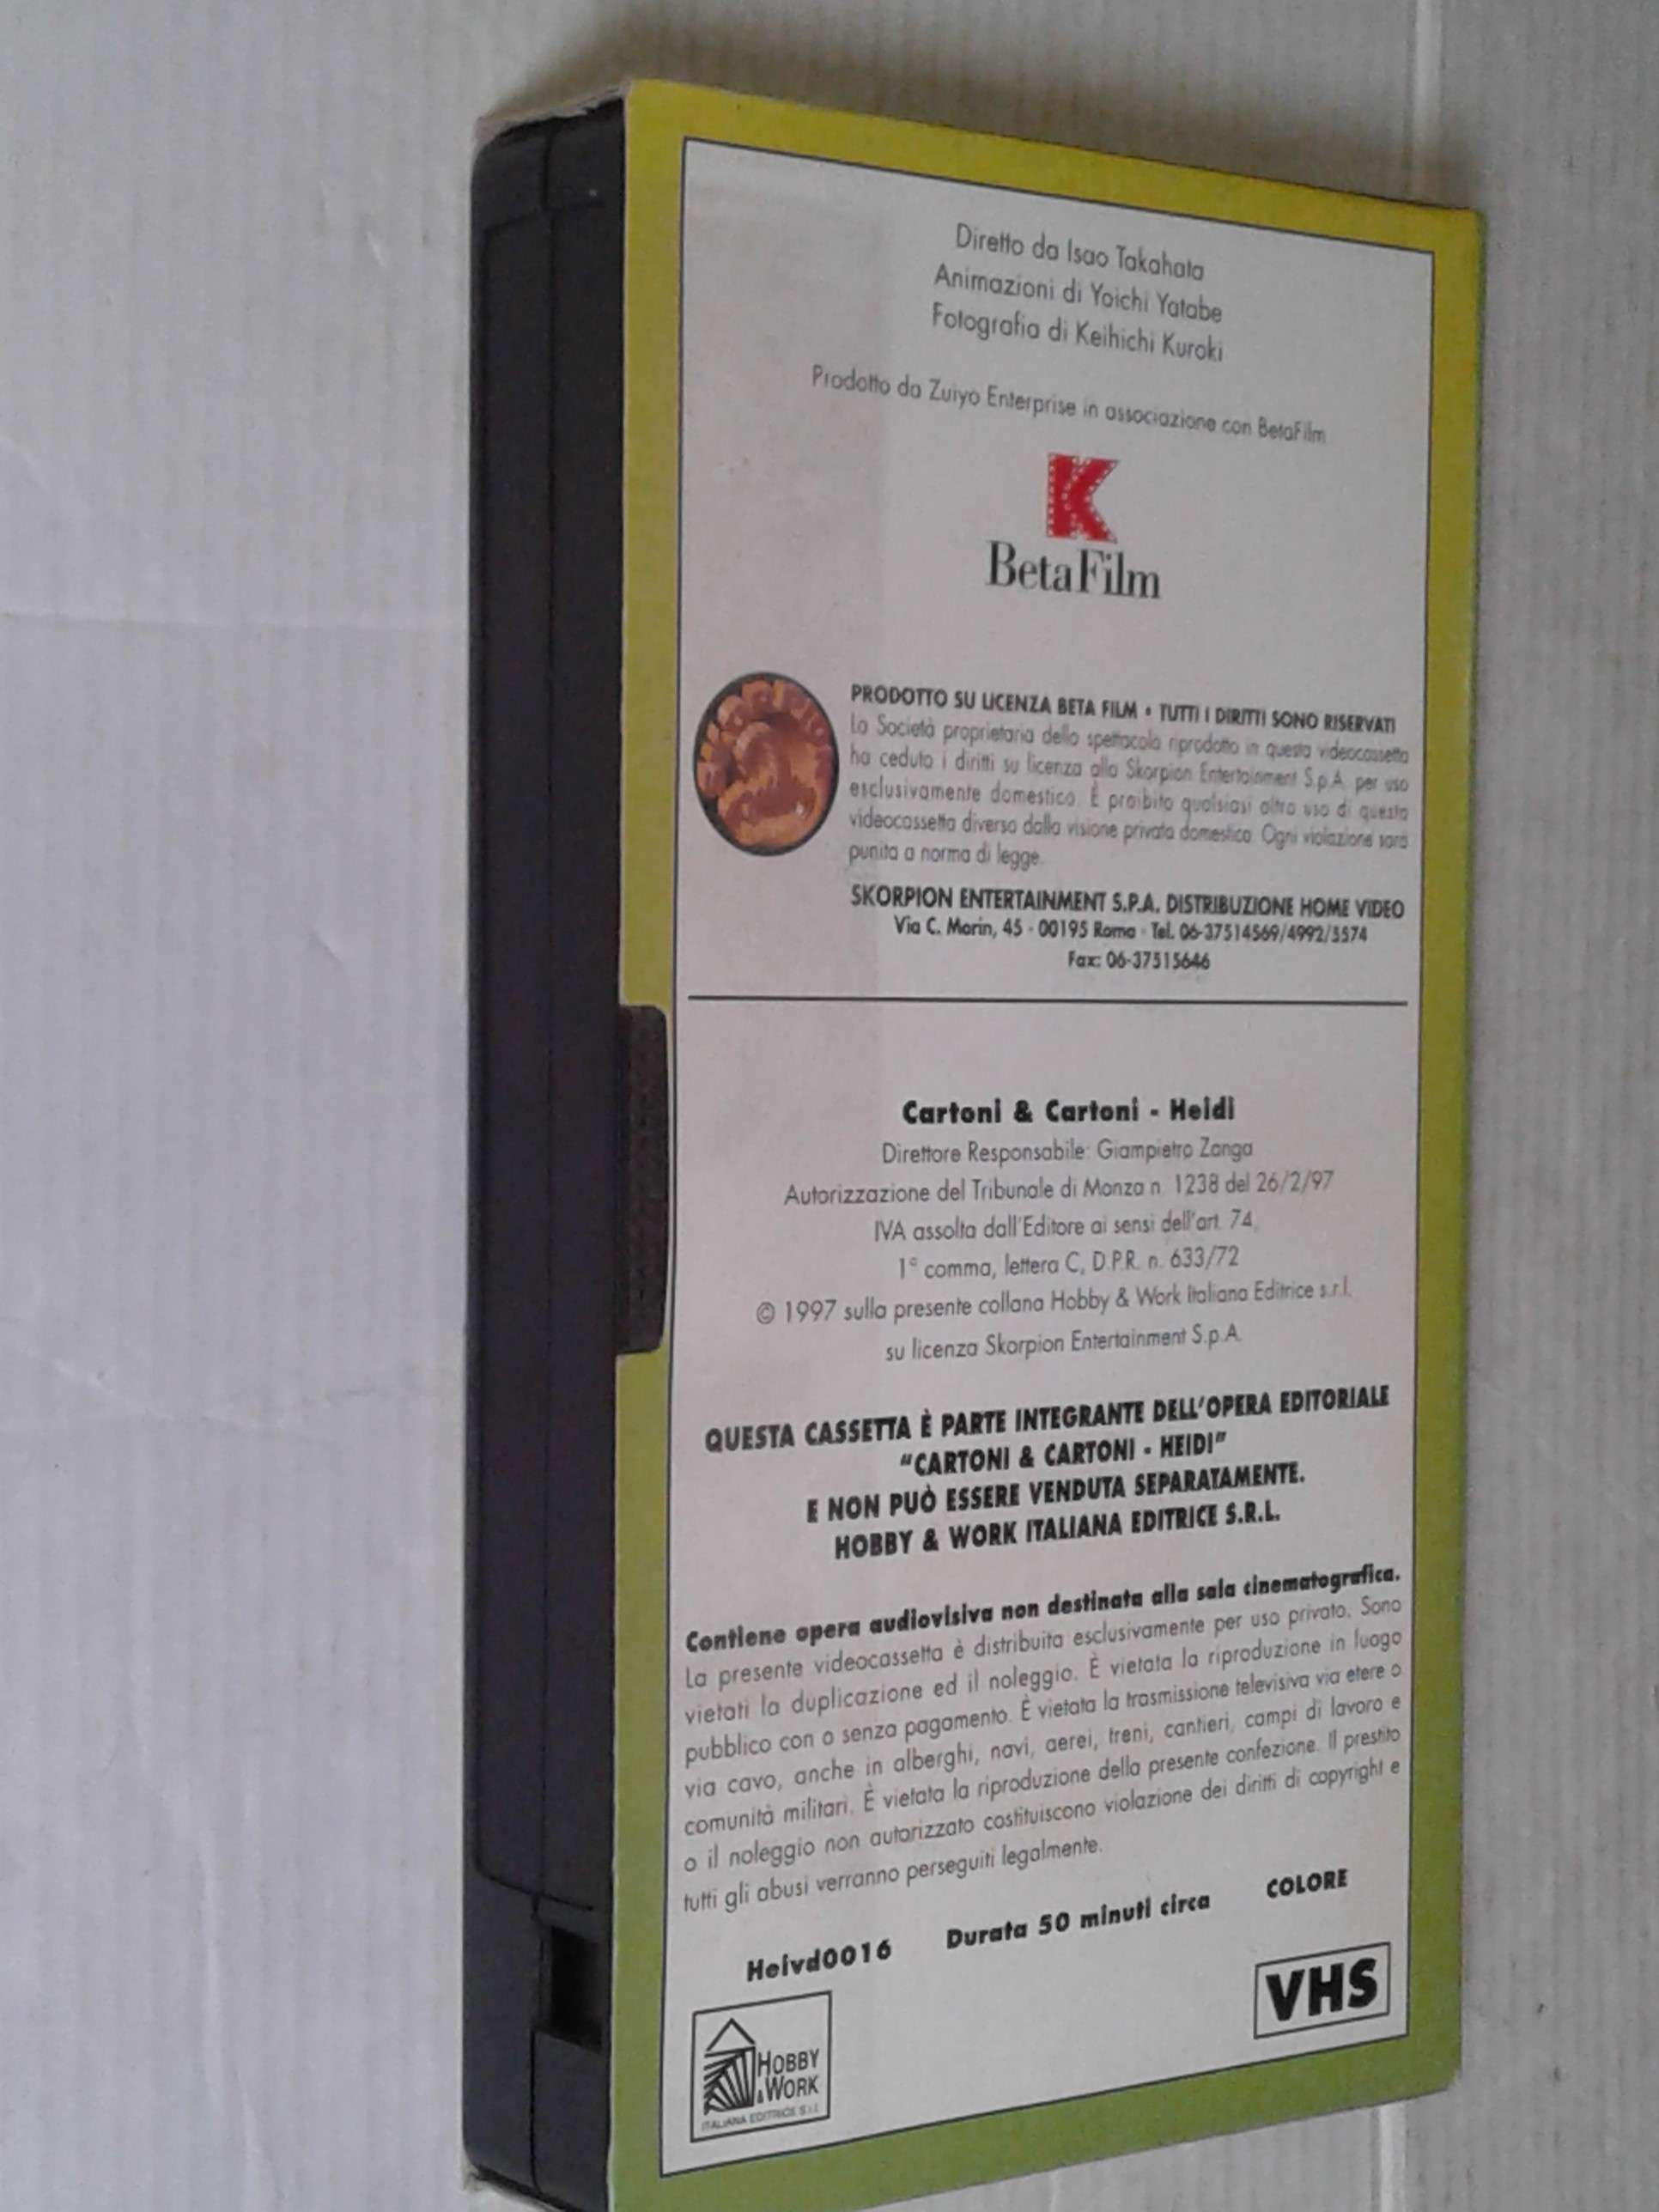 Diretto da Isao Takahata
Animazioni di Yoichi Yatabe
Fotografia di Keihichi Kuroki
Prodotto da Zuiyo Enterprise in associazione con BetaFilm
K
BetaFilm
PRODOTTO SU LICENZA BETA FILM • TUTTI I DIRITTI SONO RISERVATI
La Società proprietaria dello spettacolo riprodotto in questa videocassetta
ha ceduto i diritti su licenza alla Skorpion Entertainment S.p.A. per uso
esclusivamente domestico. È proibito qualsiasi altro uso di questa
videocassetta diverso dalla visione privata domestica. Ogni violazione sarà
punita a norma di legge.
SKORPION ENTERTAINMENT S.P.A. DISTRIBUZIONE HOME VIDEO
Via C. Morin, 45 - 00195 Roma - Tel. 06-37514569/4992/5574
Fax: 06-37515646
Cartoni & Cartoni - Heidi
Direttore Responsabile: Giampietro Zanga
Autorizzazione del Tribunale di Monza n. 1238 del 26/2/97
IVA assolta dall'Editore ai sensi dell'art. 74,
1° comma, lettera C, D.P.R. n. 633/72
© 1997 sulla presente collana Hobby & Work Italiana Editrice s.r.l.
su licenza Skorpion Entertainment S.p.A.
QUESTA CASSETTA È PARTE INTEGRANTE DELL'OPERA EDITORIALE
"CARTONI & CARTONI - HEIDI"
E NON PUÒ ESSERE VENDUTA SEPARATAMENTE.
HOBBY & WORK ITALIANA EDITRICE S.R.L.
Contiene opera audiovisiva non destinata alla sala cinematografica.
La presente videocassetta è distribuita esclusivamente per uso privato. Sono
vietati la duplicazione ed il noleggio. È vietata la riproduzione in luogo
pubblico con o senza pagamento. È vietata la trasmissione televisiva via etere o
via cavo, anche in alberghi, navi, aerei, treni, cantieri, campi di lavoro e
comunità militari. È vietata la riproduzione della presente confezione. Il prestito
o il noleggio non autorizzato costituiscono violazione dei diritti di copyright e
tutti gli abusi verranno perseguiti legalmente.
Heivd0016 Durata 50 minuti circa COLORE
HOBBY
& WORK
ITALIANA EDITRICE S.r.l.
VHS